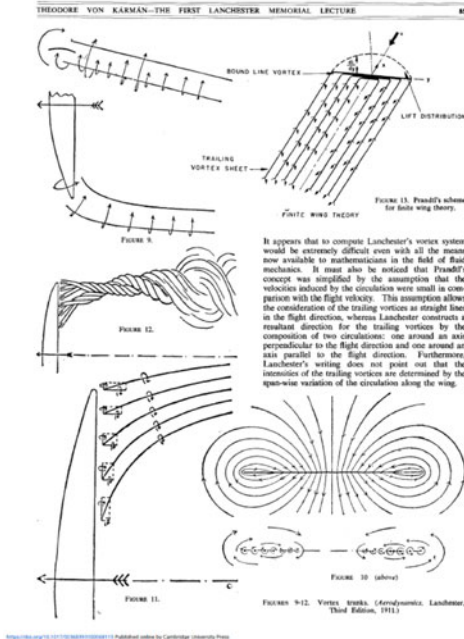 THEODORE VON KÁRMÁN—THE FIRST LANCHESTER MEMORIAL LECTURE
BOUND LINE VORTEX
LIFT DISTRIBUTION
TRAILING
VORTEX SHEET
FINITE WING THEORY
FIGURE 13. Prandtl's scheme
for finite wing theory.
FIGURE 9.
FIGURE 12.
It appears that to compute Lanchester's vortex system
would be extremely difficult even with all the means
now available to mathematicians in the field of fluid
mechanics. It must also be noticed that Prandtl's
concept was simplified by the assumption that the
velocities induced by the circulation were small in com-
parison with the flight velocity. This assumption allows
the consideration of the trailing vortices as straight lines
in the flight direction, whereas Lanchester constructs a
resultant direction for the trailing vortices by the
composition of two circulations: one around an axis
perpendicular to the flight direction and one around an
axis parallel to the flight direction. Furthermore,
Lanchester's writing does not point out that the
intensities of the trailing vortices are determined by the
span-wise variation of the circulation along the wing.
FIGURE 10 (above)
FIGURE 11.
FIGURES 9-12. Vortex trunks. (Aerodynamics, Lanchester,
Third Edition, 1911.)
Published online by Cambridge University Press